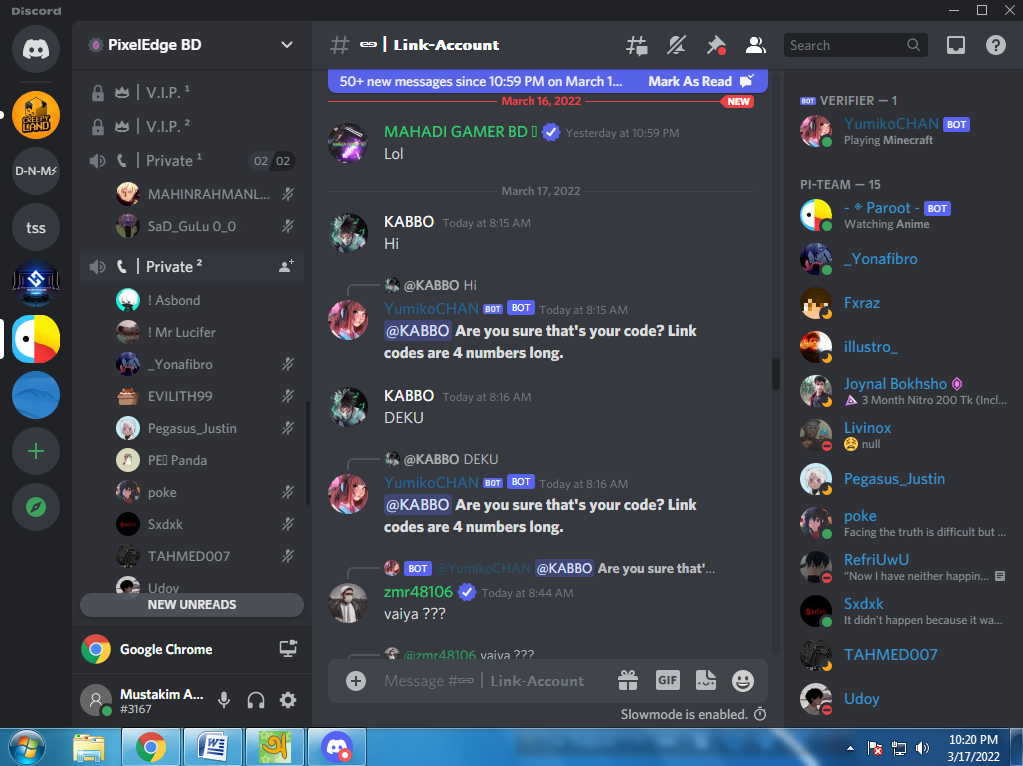 Discord
PixelEdge BD
V.I.P. ¹
V.I.P. ²
Private ¹
02 02
MAHINRAHMANL...
SaD_GuLu 0_0
Private ²
! Asbond
! Mr Lucifer
_Yonafibro
EVILITH99
Pegasus_Justin
PE Panda
poke
Sxdxk
TAHMED007
Udoy
NEW UNREADS
Google Chrome
Mustakim A...
#3167
CREEPY
LAND
D-N-M⚡
tss
# | Link-Account
Search
50+ new messages since 10:59 PM on March 1... Mark As Read
March 16, 2022 NEW
MAHADI GAMER BD Yesterday at 10:59 PM
Lol
March 17, 2022
KABBO Today at 8:15 AM
Hi
@KABBO Hi
YumikoCHAN BOT BOT Today at 8:15 AM
@KABBO Are you sure that's your code? Link
codes are 4 numbers long.
KABBO Today at 8:16 AM
DEKU
@KABBO DEKU
YumikoCHAN BOT BOT Today at 8:16 AM
@KABBO Are you sure that's your code? Link
codes are 4 numbers long.
BOT @YumikoCHAN @KABBO Are you sure that'...
zmr48106 Today at 8:44 AM
vaiya ???
@zmr48106 vaiya ???
Message # | Link-Account
GIF
Slowmode is enabled.
BOT VERIFIER — 1
YumikoCHAN BOT
Playing Minecraft
PI-TEAM — 15
- Paroot - BOT
Watching Anime
_Yonafibro
Fxraz
illustro_
Joynal Bokhsho
3 Month Nitro 200 Tk (Incl...
Livinox
null
Pegasus_Justin
poke
Facing the truth is difficult but ...
RefriUwU
“Now I have neither happin...
Sxdxk
It didn't happen because it wa...
TAHMED007
Udoy
অ
10:20 PM
3/17/2022